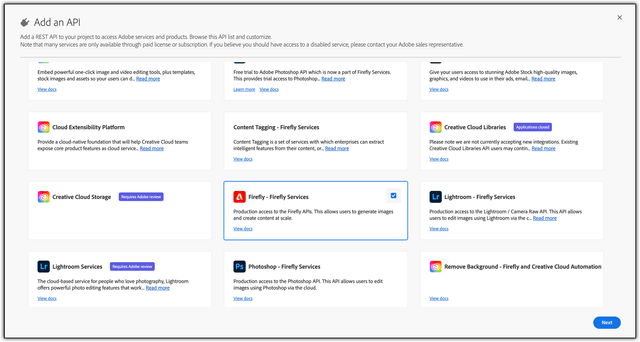 Add an API
Add a REST API to your project to access Adobe services and products. Browse this API list and customize.
Note that many services are only available through paid license or subscription. If you believe you should have access to a disabled service, please contact your Adobe sales representative.
Embed powerful one-click image and video editing tools, plus templates,
stock images and assets so your users can d... Read more
View docs
Free trial to Adobe Photoshop API which is now a part of Firefly Services.
This provides trial access to Photoshop... Read more
Learn more View docs
Give your users access to stunning Adobe Stock high-quality images,
graphics, and videos to use in their ads, email... Read more
View docs
Cloud Extensibility Platform
Provide a cloud-native foundation that will help Creative Cloud teams
expose core product features as cloud service... Read more
Content Tagging - Firefly Services
Content Tagging is a set of services with which enterprises can extract
intelligent features from their content, or... Read more
View docs
Creative Cloud Libraries Applications closed
Please note we are not currently accepting new integrations. Existing
Creative Cloud Libraries API users may contin... Read more
View docs
Creative Cloud Storage Requires Adobe review
Firefly - Firefly Services
Production access to the Firefly APIs. This allows users to generate images
and create content at scale.
View docs
Lr Lightroom - Firefly Services
Production access to the Lightroom / Camera Raw API. This API allows
users to edit images using Lightroom via the c... Read more
View docs
Lr Lightroom Services Requires Adobe review
The cloud-based service for people who love photography, Lightroom
offers powerful photo editing features that work... Read more
View docs
Ps Photoshop - Firefly Services
Production access to the Photoshop API. This API allows users to edit
images using Photoshop via the cloud.
View docs
Remove Background - Firefly and Creative Cloud Automation
View docs
Next